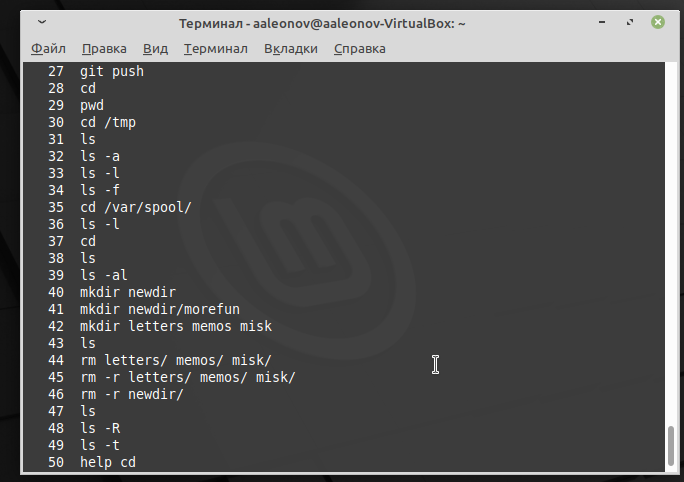 Терминал - aaleonov@aaleonov-VirtualBox: ~
Файл Правка Вид Терминал Вкладки Справка
27 git push
28 cd
29 pwd
30 cd /tmp
31 ls
32 ls -a
33 ls -l
34 ls -f
35 cd /var/spool/
36 ls -l
37 cd
38 ls
39 ls -al
40 mkdir newdir
41 mkdir newdir/morefun
42 mkdir letters memos misk
43 ls
44 rm letters/ memos/ misk/
45 rm -r letters/ memos/ misk/
46 rm -r newdir/
47 ls
48 ls -R
49 ls -t
50 help cd